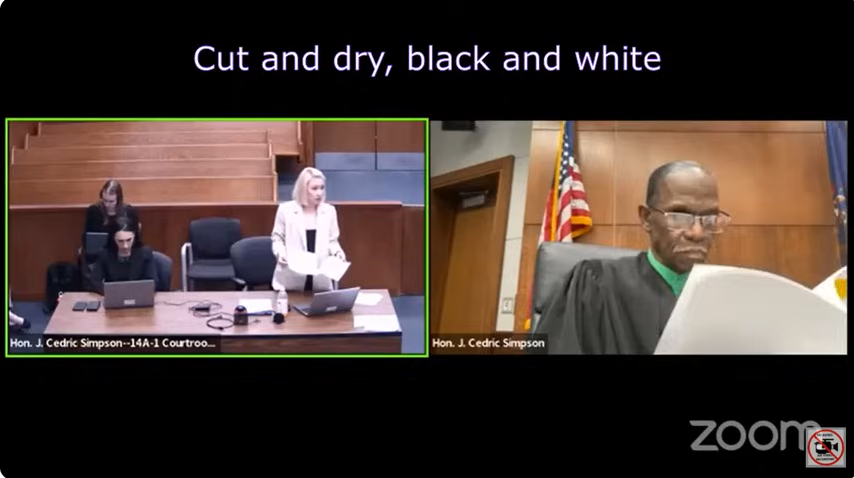 Cut and dry, black and white
Hon. J. Cedric Simpson--14A-1 Courtroo...
Hon. J. Cedric Simpson
zoom